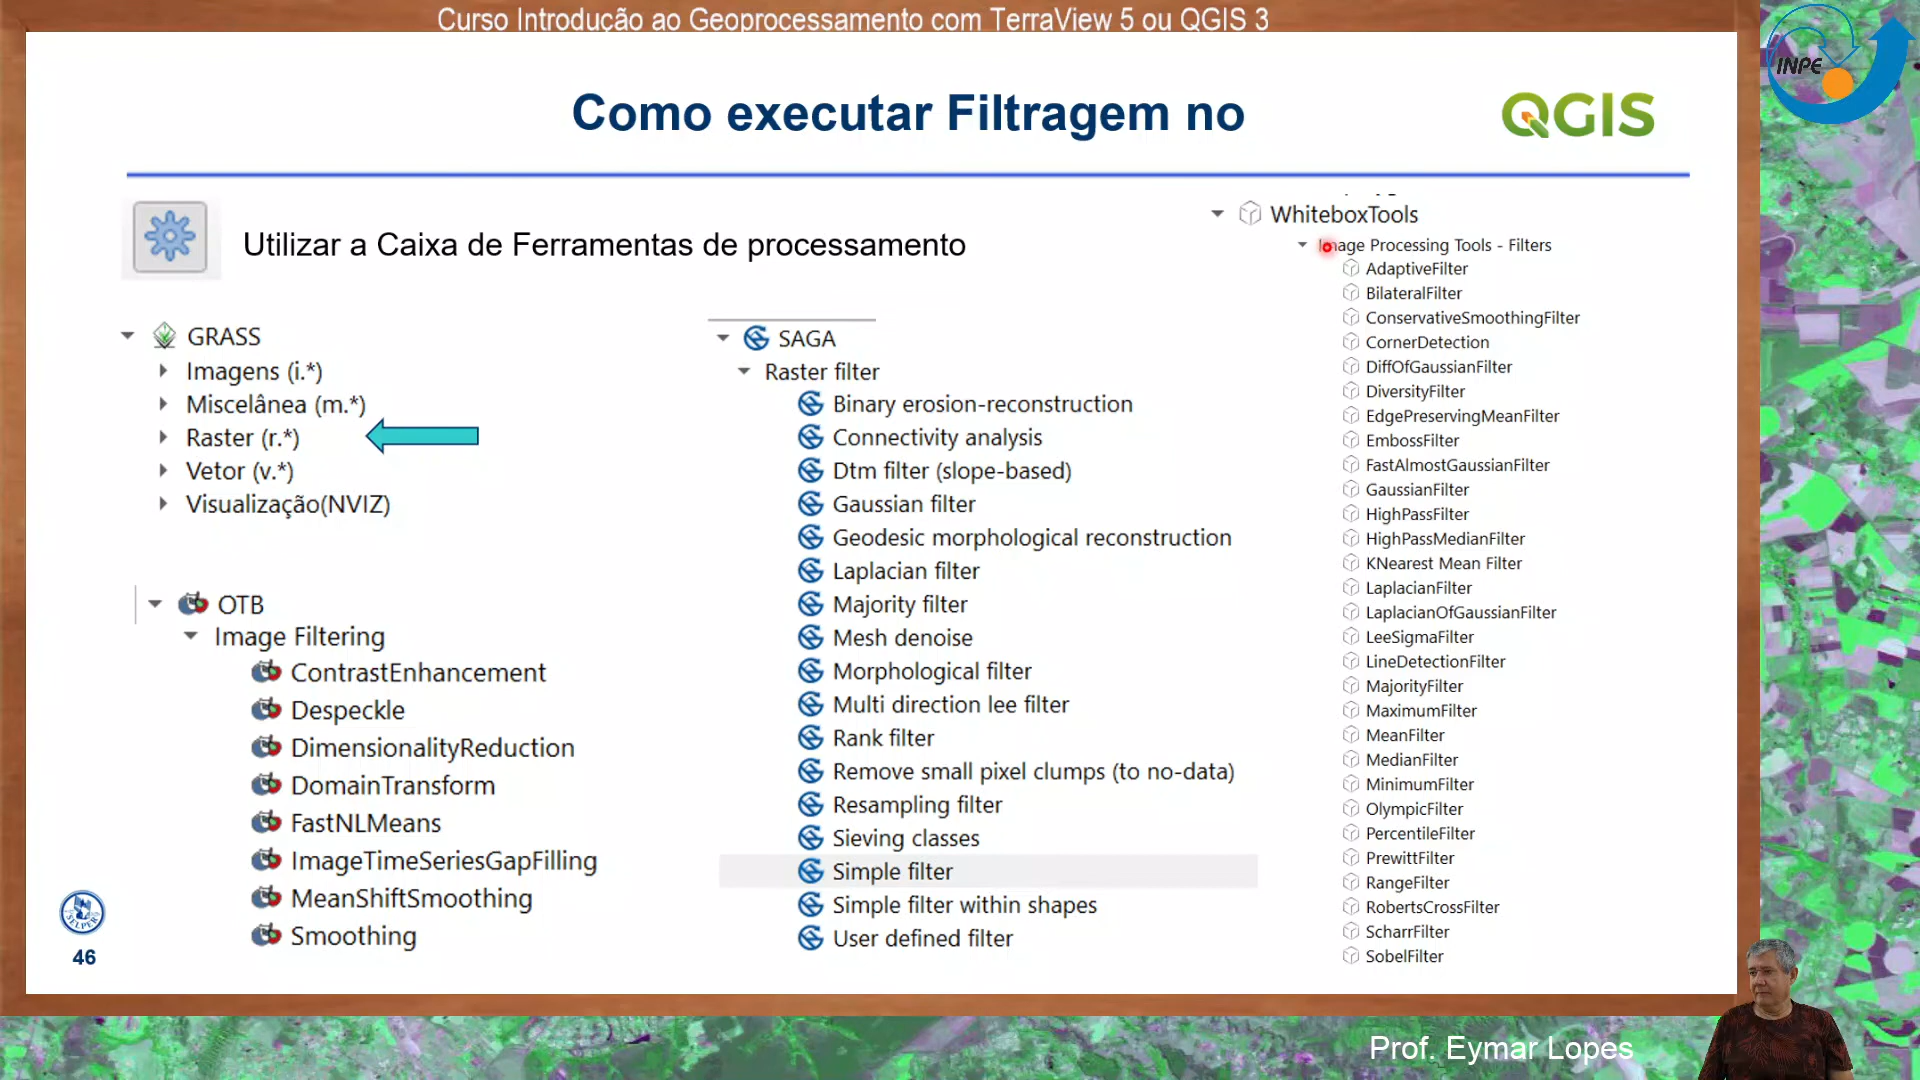 Curso Introdução ao Geoprocessamento com TerraView 5 ou QGIS 3
INPE
Como executar Filtragem no
QGIS
Utilizar a Caixa de Ferramentas de processamento
GRASS
Imagens (i.*)
Miscelânea (m.*)
Raster (r.*)
Vetor (v.*)
Visualização(NVIZ)
OTB
Image Filtering
ContrastEnhancement
Despeckle
DimensionalityReduction
DomainTransform
FastNLMeans
ImageTimeSeriesGapFilling
MeanShiftSmoothing
Smoothing
SAGA
Raster filter
Binary erosion-reconstruction
Connectivity analysis
Dtm filter (slope-based)
Gaussian filter
Geodesic morphological reconstruction
Laplacian filter
Majority filter
Mesh denoise
Morphological filter
Multi direction lee filter
Rank filter
Remove small pixel clumps (to no-data)
Resampling filter
Sieving classes
Simple filter
Simple filter within shapes
User defined filter
WhiteboxTools
Image Processing Tools - Filters
AdaptiveFilter
BilateralFilter
ConservativeSmoothingFilter
CornerDetection
DiffOfGaussianFilter
DiversityFilter
EdgePreservingMeanFilter
EmbossFilter
FastAlmostGaussianFilter
GaussianFilter
HighPassFilter
HighPassMedianFilter
KNearest Mean Filter
LaplacianFilter
LaplacianOfGaussianFilter
LeeSigmaFilter
LineDetectionFilter
MajorityFilter
MaximumFilter
MeanFilter
MedianFilter
MinimumFilter
OlympicFilter
PercentileFilter
PrewittFilter
RangeFilter
RobertsCrossFilter
ScharrFilter
SobelFilter
SELPER
46
Prof. Eymar Lopes